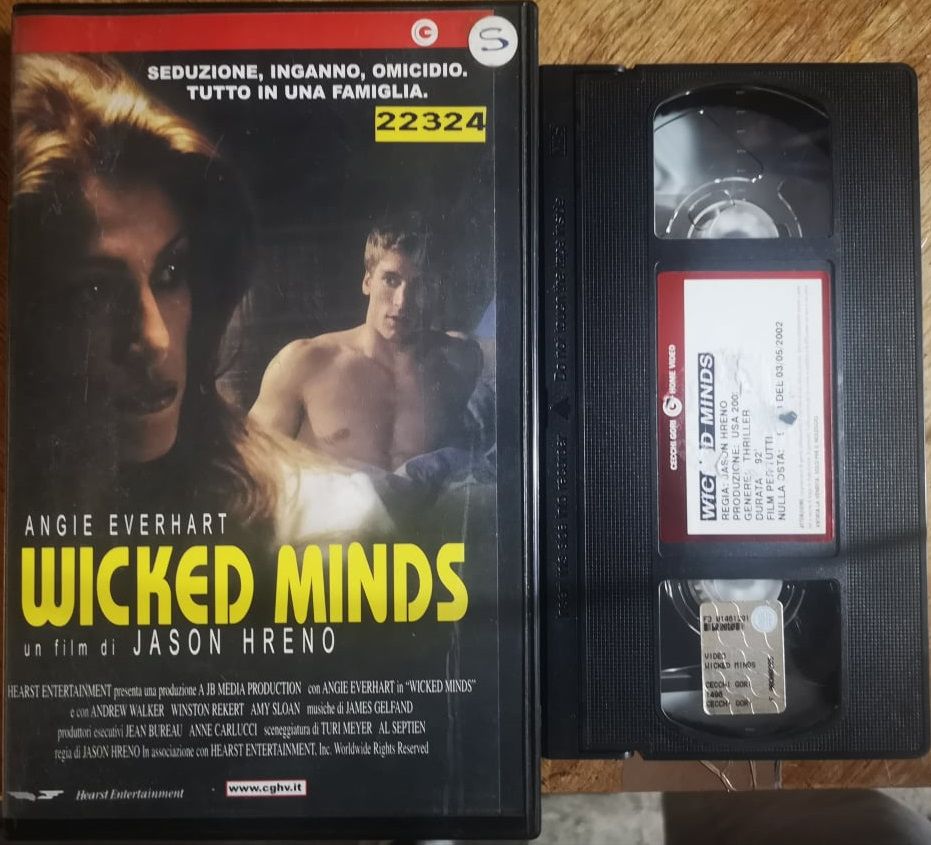 S
SEDUZIONE, INGANNO, OMICIDIO.
TUTTO IN UNA FAMIGLIA.
22324
ANGIE EVERHART
WICKED MINDS
un film di JASON HRENO
HEARST ENTERTAINMENT presenta una produzione A JB MEDIA PRODUCTION con ANGIE EVERHART in "WICKED MINDS"
e con ANDREW WALKER WINSTON REKERT AMY SLOAN musiche di JAMES GELFAND
produttori esecutivi JEAN BUREAU ANNE CARLUCCI sceneggiatura di TURI MEYER AL SEPTIEN
regia di JASON HRENO In associazione con HEARST ENTERTAINMENT, Inc. Worldwide Rights Reserved
Hearst Entertainment
www.cghv.it
CECCHI GORI HOME VIDEO
WIC D MINDS
REGIA: JASON HRENO
PRODUZIONE: USA 200
GENERE: THRILLER
DURATA 92'
FILM PER TUTTI
NULLA OSTA: DEL 03/05/2002
VIDEO
WICKED MINDS
CECCHI GORI
1498
CECCHI GOR